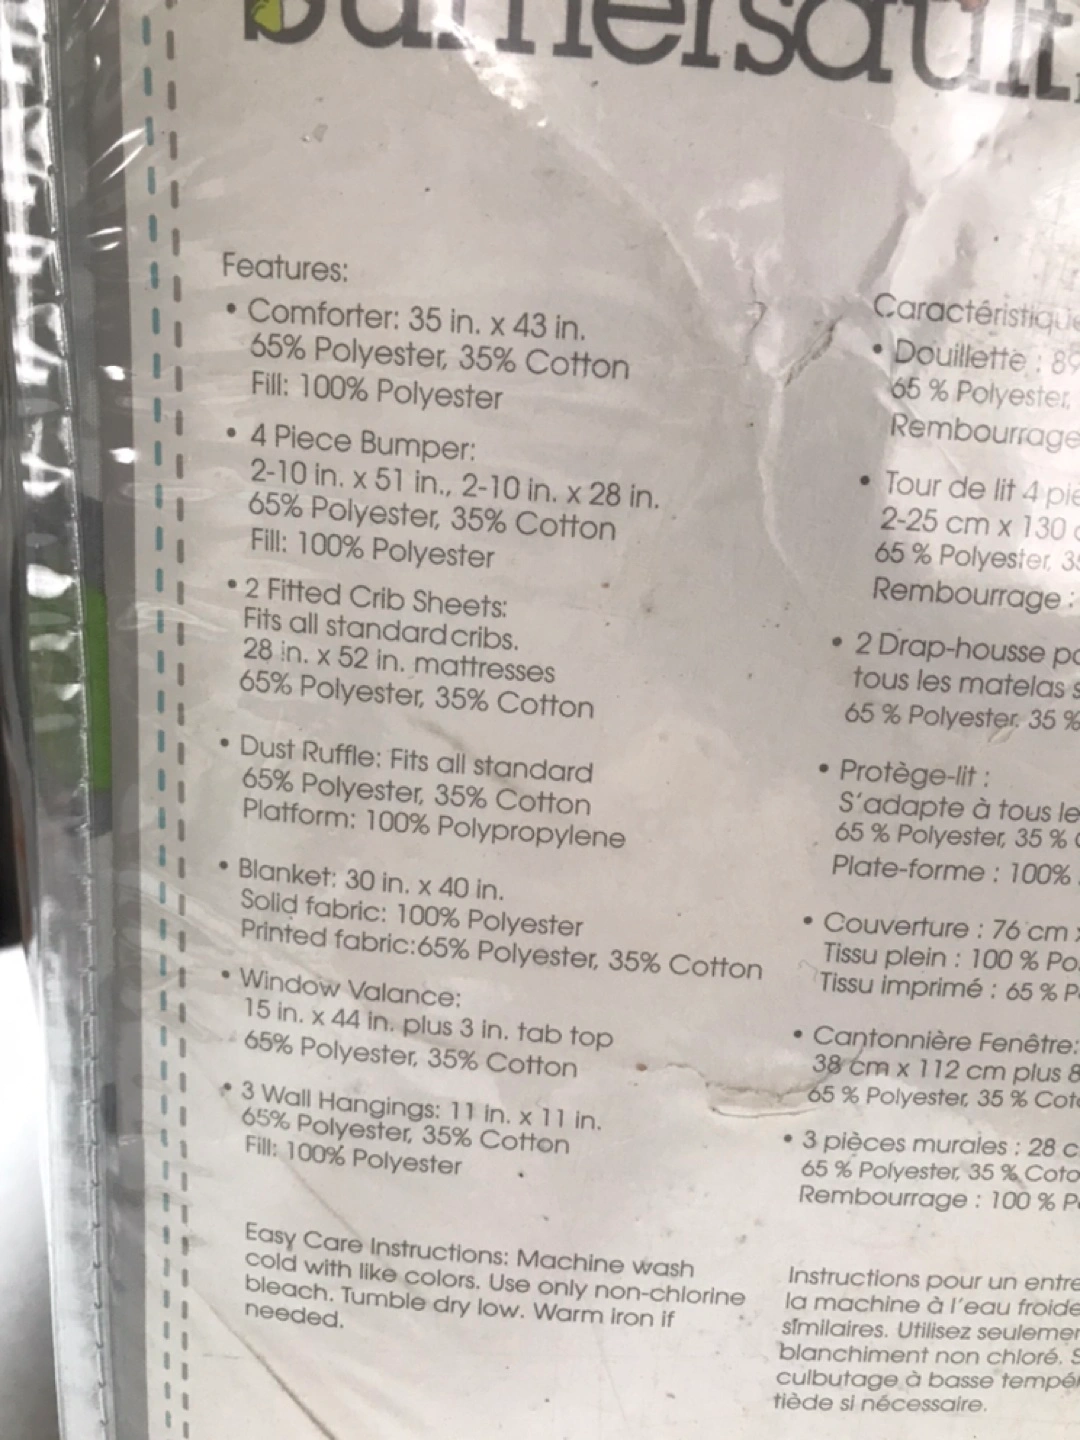 Features:
• Comforter: 35 in. x 43 in.
65% Polyester, 35% Cotton
Fill: 100% Polyester
• 4 Piece Bumper:
2-10 in. x 51 in., 2-10 in. x 28 in.
65% Polyester, 35% Cotton
Fill: 100% Polyester
• 2 Fitted Crib Sheets:
Fits all standard cribs.
28 in. x 52 in. mattresses
65% Polyester, 35% Cotton
• Dust Ruffle: Fits all standard
65% Polyester, 35% Cotton
Platform: 100% Polypropylene
• Blanket: 30 in. x 40 in.
Solid fabric: 100% Polyester
Printed fabric:65% Polyester, 35% Cotton
• Window Valance:
15 in. x 44 in. plus 3 in. tab top
65% Polyester, 35% Cotton
• 3 Wall Hangings: 11 in. x 11 in.
65% Polyester, 35% Cotton
Fill: 100% Polyester
Easy Care Instructions: Machine wash
cold with like colors. Use only non-chlorine
bleach. Tumble dry low. Warm iron if
needed.
• Douillette : 89
65 % Polyester,
Rembourrage
• Tour de lit 4
2-25 cm x 130
65 % Polyester,
Rembourrage :
• 2 Drap-housse
tous les matelas
65 % Polyester, 35 %
• Protège-lit :
S'adapte à tous
65 % Polyester, 35 %
Plate-forme : 100%
• Couverture : 76 cm
Tissu plein : 100 %
Tissu imprimé : 65 %
• Cantonnière Fenêtre:
38 cm x 112 cm plus 8
65 % Polyester, 35 %
• 3 pièces murales : 28
65 % Polyester, 35 %
Rembourrage : 100 %
Instructions pour un
la machine à l'eau froide
similaires. Utilisez
blanchiment non chloré.
culbutage à basse
tiède si nécessaire.